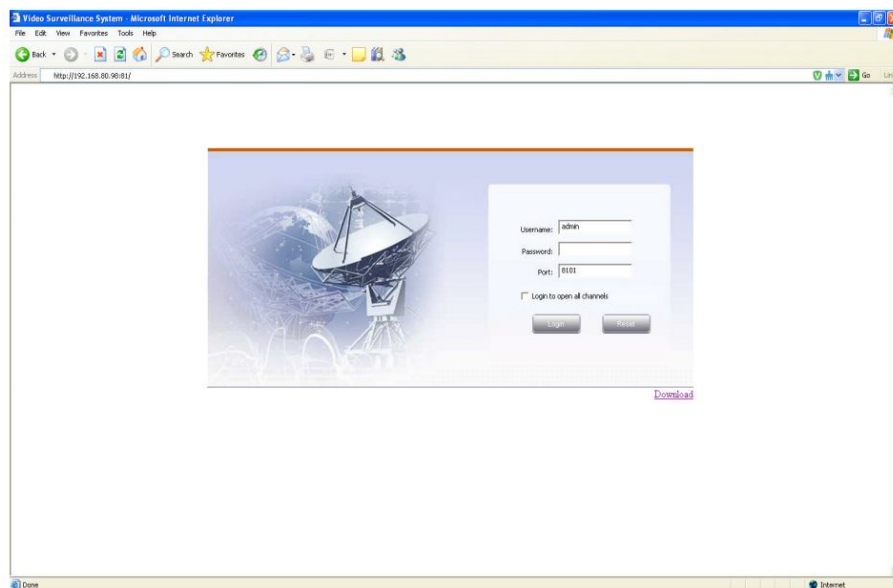 Video Surveillance System - Microsoft Internet Explorer
File Edit View Favorites Tools Help
Back Search Favorites
Address http://192.168.80.98:81/ Go
Username: admin
Password:
Port: 8101
Login to open all channels
Login Reset
Download
Done Internet